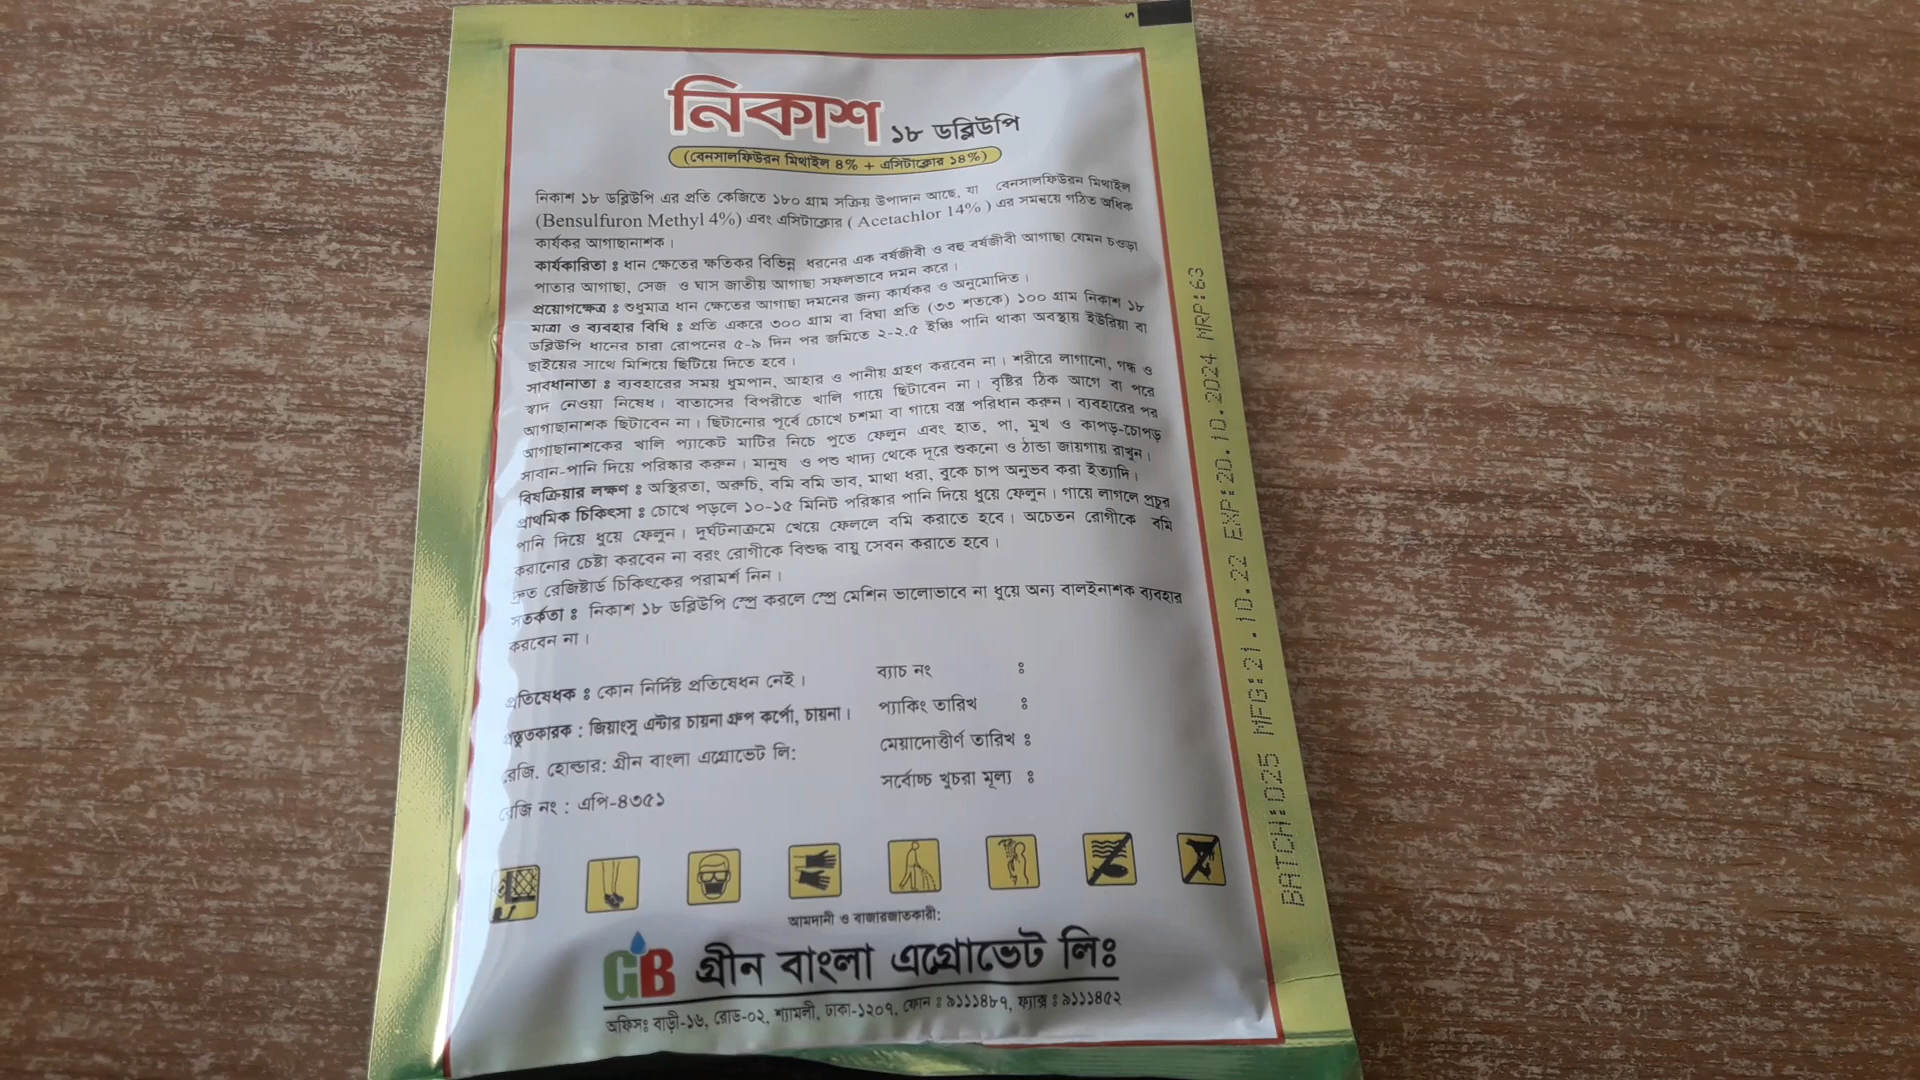 নিকাশ ১৮ ডব্লিউপি
(বেনসালফিউরন মিথাইল ৪% + এসিটাক্লোর ১৪%)
নিকাশ ১৮ ডব্লিউপি এর প্রতি কেজিতে ১৮০ গ্রাম সক্রিয় উপাদান আছে, যা বেনসালফিউরন মিথাইল
(Bensulfuron Methyl 4%) এবং এসিটাক্লোর ( Acetachlor 14% ) এর সমন্বয়ে গঠিত অধিক
কার্যকর আগাছানাশক।
কার্যকারিতা ঃ ধান ক্ষেতের ক্ষতিকর বিভিন্ন ধরনের এক বর্ষজীবী ও বহু বর্ষজীবী আগাছা যেমন চওড়া
পাতার আগাছা, সেজ ও ঘাস জাতীয় আগাছা সফলভাবে দমন করে।
প্রয়োগক্ষেত্র ঃ শুধুমাত্র ধান ক্ষেতের আগাছা দমনের জন্য কার্যকর ও অনুমোদিত।
মাত্রা ও ব্যবহার বিধি ঃ প্রতি একরে ৩০০ গ্রাম বা বিঘা প্রতি (৩৩ শতকে) ১০০ গ্রাম নিকাশ ১৮
ডব্লিউপি ধানের চারা রোপনের ৫-৯ দিন পর জমিতে ২-২.৫ ইঞ্চি পানি থাকা অবস্থায় ইউরিয়া বা
ছাইয়ের সাথে মিশিয়ে ছিটিয়ে দিতে হবে।
সাবধানাতা ঃ ব্যবহারের সময় ধুমপান, আহার ও পানীয় গ্রহণ করবেন না। শরীরে লাগানো, গন্ধ ও
স্বাদ নেওয়া নিষেধ। বাতাসের বিপরীতে খালি গায়ে ছিটাবেন না। বৃষ্টির ঠিক আগে বা পরে
আগাছানাশক ছিটাবেন না। ছিটানোর পূর্বে চোখে চশমা বা গায়ে বস্ত্র পরিধান করুন। ব্যবহারের পর
আগাছানাশকের খালি প্যাকেট মাটির নিচে পুতে ফেলুন এবং হাত, পা, মুখ ও কাপড়-চোপড়
সাবান-পানি দিয়ে পরিস্কার করুন। মানুষ ও পশু খাদ্য থেকে দূরে শুকনো ও ঠান্ডা জায়গায় রাখুন।
বিষক্রিয়ার লক্ষণ ঃ অস্থিরতা, অরুচি, বমি বমি ভাব, মাথা ধরা, বুকে চাপ অনুভব করা ইত্যাদি।
প্রাথমিক চিকিৎসা ঃ চোখে পড়লে ১০-১৫ মিনিট পরিস্কার পানি দিয়ে ধুয়ে ফেলুন। গায়ে লাগলে প্রচুর
পানি দিয়ে ধুয়ে ফেলুন। দুর্ঘটনাক্রমে খেয়ে ফেললে বমি করাতে হবে। অচেতন রোগীকে বমি
করানোর চেষ্টা করবেন না বরং রোগীকে বিশুদ্ধ বায়ু সেবন করাতে হবে।
দ্রুত রেজিষ্টার্ড চিকিৎকের পরামর্শ নিন।
সতর্কতা ঃ নিকাশ ১৮ ডব্লিউপি স্প্রে করলে স্প্রে মেশিন ভালোভাবে না ধুয়ে অন্য বালাইনাশক ব্যবহার
করবেন না।
প্রতিষেধক ঃ কোন নির্দিষ্ট প্রতিষেধন নেই।
প্রস্তুতকারক : জিয়াংসু এন্টার চায়না গ্রুপ কর্পো, চায়না।
রেজি. হোল্ডার: গ্রীন বাংলা এগ্রোভেট লি:
রেজি নং : এপি-৪৩৫১
ব্যাচ নং ঃ
প্যাকিং তারিখ ঃ
মেয়াদোত্তীর্ণ তারিখ ঃ
সর্বোচ্চ খুচরা মূল্য ঃ
BATCH:025 MFG:21.10.22 EXP:20.10.2024 MRP:63
আমদানী ও বাজারজাতকারী:
GB গ্রীন বাংলা এগ্রোভেট লিঃ
অফিসঃ বাড়ী-১৬, রোড-০২, শ্যামলী, ঢাকা-১২০৭, ফোন ঃ ৯১১১৪৮৭, ফ্যাক্স ঃ ৯১১১৪৫২